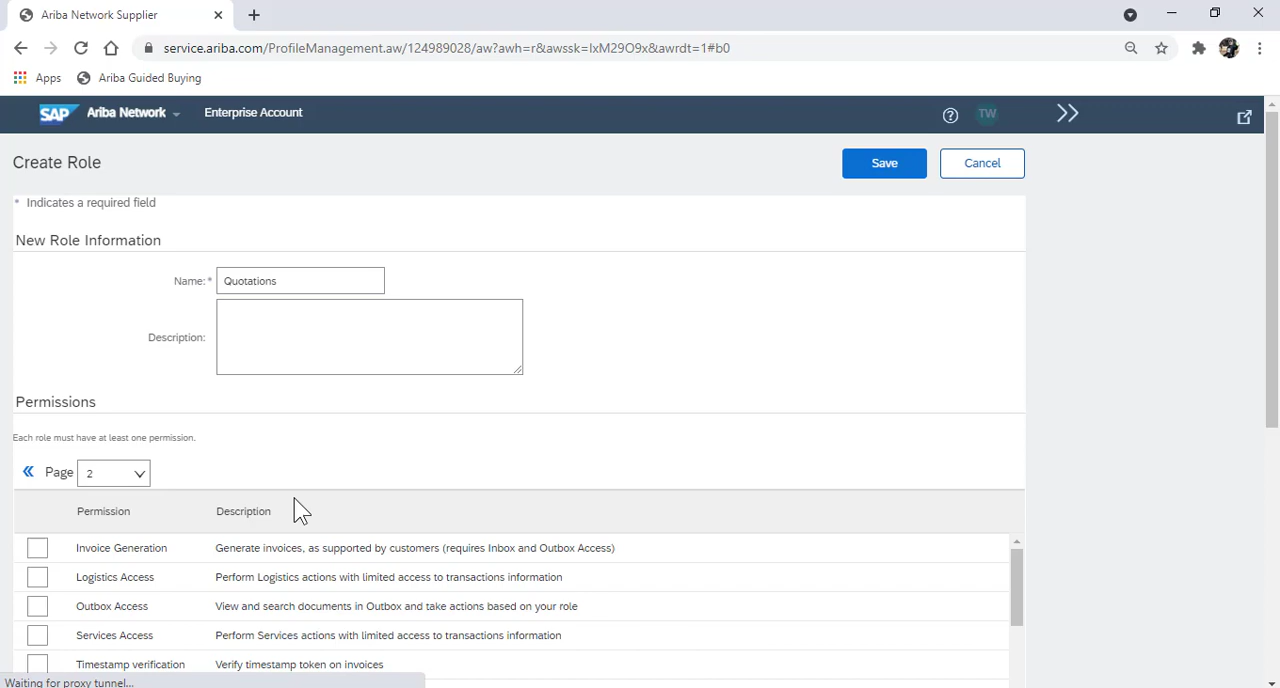 Ariba Network Supplier
service.ariba.com/ProfileManagement.aw/124989028/aw?awh=r&awssk=IxM29O9x&awrdt=1#b0
Apps Ariba Guided Buying
SAP Ariba Network Enterprise Account TW
Create Role Save Cancel
* Indicates a required field
New Role Information
Name: * Quotations
Description:
Permissions
Each role must have at least one permission.
« Page 2
Permission Description
Invoice Generation Generate invoices, as supported by customers (requires Inbox and Outbox Access)
Logistics Access Perform Logistics actions with limited access to transactions information
Outbox Access View and search documents in Outbox and take actions based on your role
Services Access Perform Services actions with limited access to transactions information
Timestamp verification Verify timestamp token on invoices
Waiting for proxy tunnel...